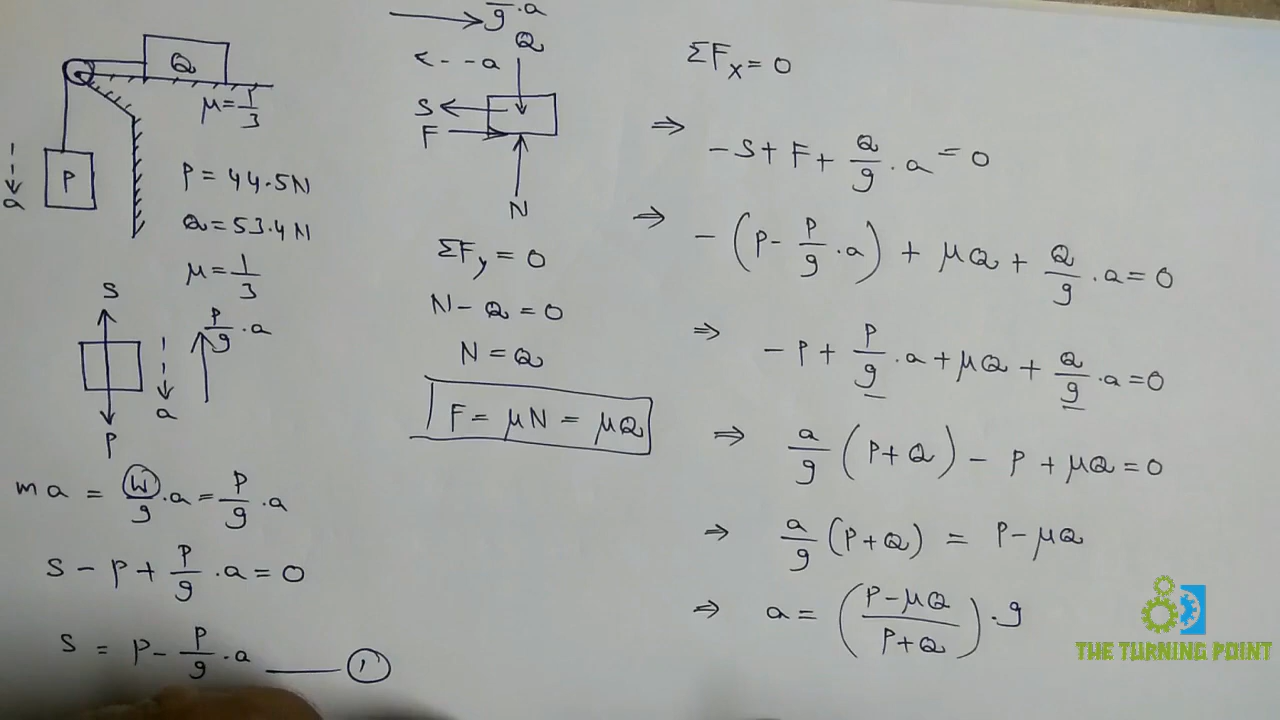 Q
μ = 1/3
P
a
P = 44.5N
Q = 53.4N
μ = 1/3
S
P/g . a
a
P
ma = W/g . a = P/g . a
S - P + P/g . a = 0
S = P - P/g . a ——— 1
g . a
Q
<---a
S
F
N
ΣFy = 0
N - Q = 0
N = Q
F = μN = μQ
ΣFx = 0
⇒ - S + F + Q/g . a = 0
⇒ - (P - P/g . a) + μQ + Q/g . a = 0
⇒ - P + P/g . a + μQ + Q/g . a = 0
⇒ a/g (P+Q) - P + μQ = 0
⇒ a/g (P+Q) = P - μQ
⇒ a = (P-μQ / P+Q) . g
THE TURNING POINT